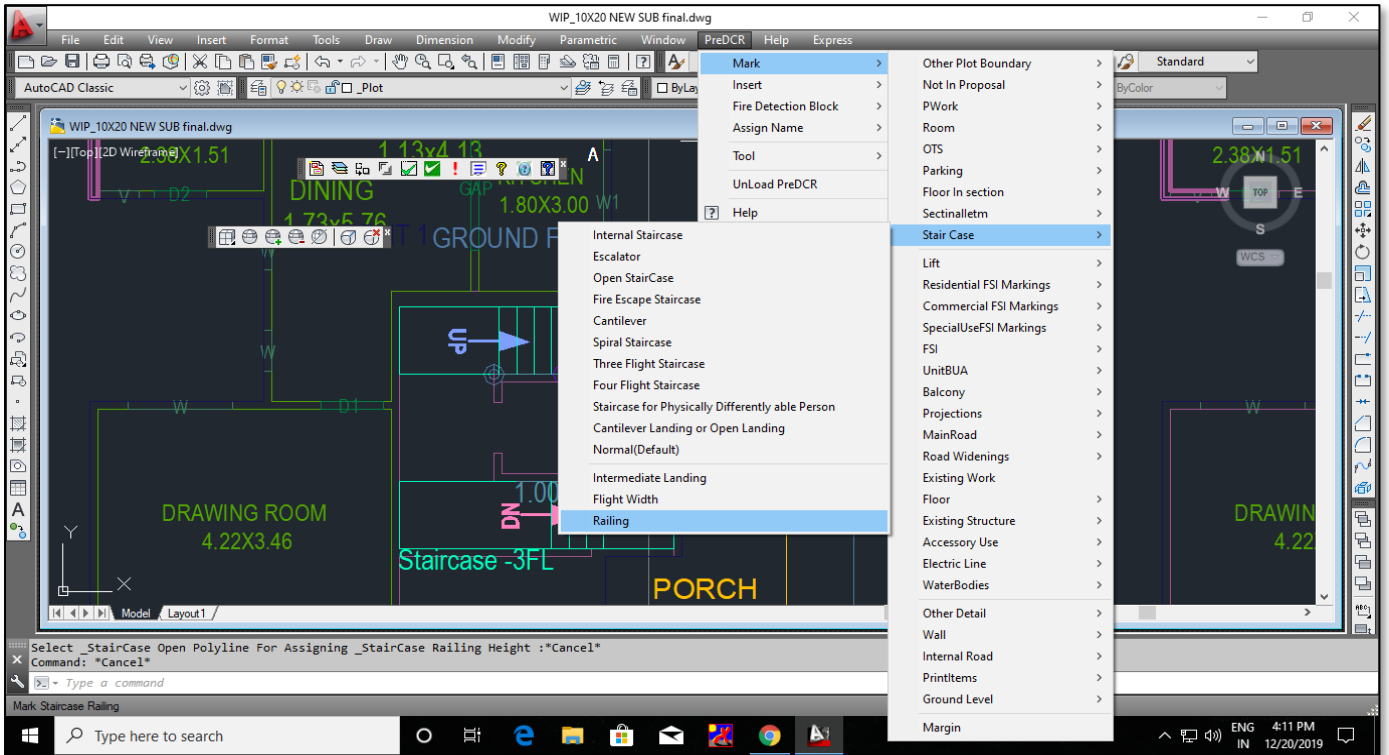 WIP_10X20 NEW SUB final.dwg
File Edit View Insert Format Tools Draw Dimension Modify Parametric Window PreDCR Help Express
Standard
AutoCAD Classic _Plot ByLay ByColor
WIP_10X20 NEW SUB final.dwg
[−][Top][2D Wireframe]
2.38X1.51
1.13x4.13
A
V D2
DINING
GAP
1.80X3.00 W1
1.73x5.76
GROUND F
UP
W
W
W D1
DRAWING ROOM
4.22X3.46
1.00
DN
Staircase -3FL
PORCH
2.38X1.51
N
W TOP E
S
WCS
W
DRAWIN
4.22
Y
X
Mark
Insert
Fire Detection Block
Assign Name
Tool
UnLoad PreDCR
Help
Other Plot Boundary
Not In Proposal
PWork
Room
OTS
Parking
Floor In section
SectinalIetm
Stair Case
Lift
Residential FSI Markings
Commercial FSI Markings
SpecialUseFSI Markings
FSI
UnitBUA
Balcony
Projections
MainRoad
Road Widenings
Existing Work
Floor
Existing Structure
Accessory Use
Electric Line
WaterBodies
Other Detail
Wall
Internal Road
PrintItems
Ground Level
Margin
Internal Staircase
Escalator
Open StairCase
Fire Escape Staircase
Cantilever
Spiral Staircase
Three Flight Staircase
Four Flight Staircase
Staircase for Physically Differently able Person
Cantilever Landing or Open Landing
Normal(Default)
Intermediate Landing
Flight Width
Railing
Model Layout1
Select _StairCase Open Polyline For Assigning _StairCase Railing Height :*Cancel*
Command: *Cancel*
Type a command
Mark Staircase Railing
Type here to search
ENG 4:11 PM
IN 12/20/2019